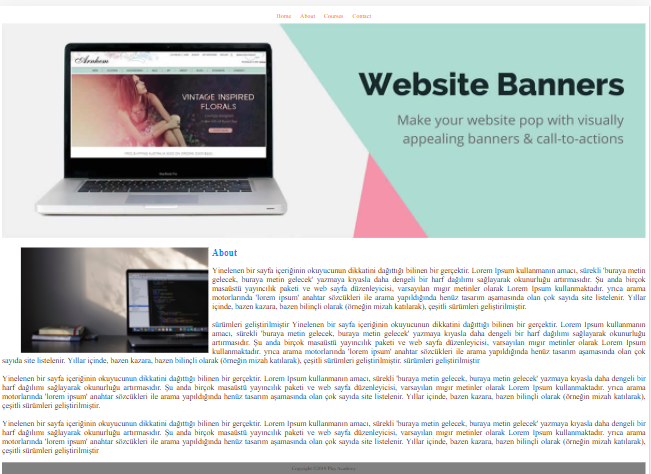 Home About Courses Contact
Arnhem
VINTAGE INSPIRED
FLORALS
Website Banners
Make your website pop with visually
appealing banners & call-to-actions
About
Yinelenen bir sayfa içeriğinin okuyucunun dikkatini dağıttığı bilinen bir gerçektir. Lorem Ipsum kullanmanın amacı, sürekli 'buraya metin
gelecek, buraya metin gelecek' yazmaya kıyasla daha dengeli bir harf dağılımı sağlayarak okunurluğu artırmasıdır. Şu anda birçok
masaüstü yayıncılık paketi ve web sayfa düzenleyicisi, varsayılan mıgır metinler olarak Lorem Ipsum kullanmaktadır. yrıca arama
motorlarında 'lorem ipsum' anahtar sözcükleri ile arama yapıldığında henüz tasarım aşamasında olan çok sayıda site listelenir. Yıllar
içinde, bazen kazara, bazen bilinçli olarak (örneğin mizah katılarak), çeşitli sürümleri geliştirilmiştir.
sürümleri geliştirilmiştir Yinelenen bir sayfa içeriğinin okuyucunun dikkatini dağıttığı bilinen bir gerçektir. Lorem Ipsum kullanmanın
amacı, sürekli 'buraya metin gelecek, buraya metin gelecek' yazmaya kıyasla daha dengeli bir harf dağılımı sağlayarak okunurluğu
artırmasıdır. Şu anda birçok masaüstü yayıncılık paketi ve web sayfa düzenleyicisi, varsayılan mıgır metinler olarak Lorem Ipsum
kullanmaktadır. yrıca arama motorlarında 'lorem ipsum' anahtar sözcükleri ile arama yapıldığında henüz tasarım aşamasında olan çok
sayıda site listelenir. Yıllar içinde, bazen kazara, bazen bilinçli olarak (örneğin mizah katılarak), çeşitli sürümleri geliştirilmiştir. sürümleri geliştirilmiştir
Yinelenen bir sayfa içeriğinin okuyucunun dikkatini dağıttığı bilinen bir gerçektir. Lorem Ipsum kullanmanın amacı, sürekli 'buraya metin gelecek, buraya metin gelecek' yazmaya kıyasla daha dengeli bir
harf dağılımı sağlayarak okunurluğu artırmasıdır. Şu anda birçok masaüstü yayıncılık paketi ve web sayfa düzenleyicisi, varsayılan mıgır metinler olarak Lorem Ipsum kullanmaktadır. yrıca arama
motorlarında 'lorem ipsum' anahtar sözcükleri ile arama yapıldığında henüz tasarım aşamasında olan çok sayıda site listelenir. Yıllar içinde, bazen kazara, bazen bilinçli olarak (örneğin mizah katılarak),
çeşitli sürümleri geliştirilmiştir.
Yinelenen bir sayfa içeriğinin okuyucunun dikkatini dağıttığı bilinen bir gerçektir. Lorem Ipsum kullanmanın amacı, sürekli 'buraya metin gelecek, buraya metin gelecek' yazmaya kıyasla daha dengeli bir
harf dağılımı sağlayarak okunurluğu artırmasıdır. Şu anda birçok masaüstü yayıncılık paketi ve web sayfa düzenleyicisi, varsayılan mıgır metinler olarak Lorem Ipsum kullanmaktadır. yrıca arama
motorlarında 'lorem ipsum' anahtar sözcükleri ile arama yapıldığında henüz tasarım aşamasında olan çok sayıda site listelenir. Yıllar içinde, bazen kazara, bazen bilinçli olarak (örneğin mizah katılarak),
çeşitli sürümleri geliştirilmiştir
Copyright